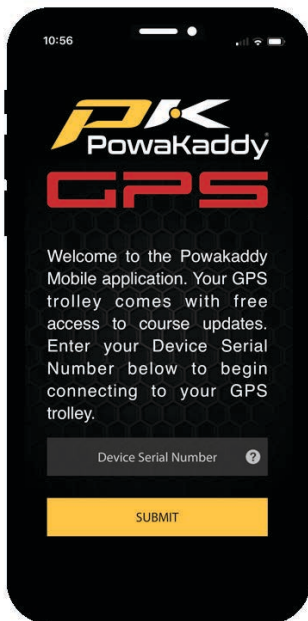 10:56
PK
PowaKaddy®
GPS
Welcome to the Powakaddy
Mobile application. Your GPS
trolley comes with free
access to course updates.
Enter your Device Serial
Number below to begin
connecting to your GPS
trolley.
Device Serial Number ?
SUBMIT